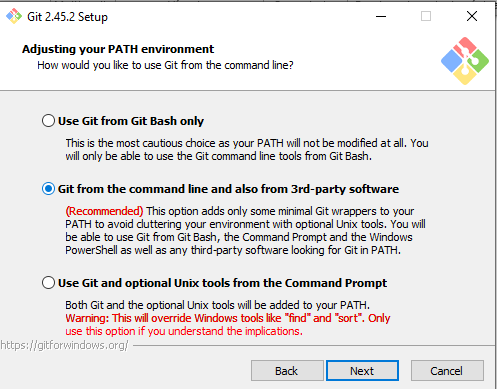 Git 2.45.2 Setup
Adjusting your PATH environment
How would you like to use Git from the command line?
Use Git from Git Bash only
This is the most cautious choice as your PATH will not be modified at all. You
will only be able to use the Git command line tools from Git Bash.
Git from the command line and also from 3rd-party software
(Recommended) This option adds only some minimal Git wrappers to your
PATH to avoid cluttering your environment with optional Unix tools. You will
be able to use Git from Git Bash, the Command Prompt and the Windows
PowerShell as well as any third-party software looking for Git in PATH.
Use Git and optional Unix tools from the Command Prompt
Both Git and the optional Unix tools will be added to your PATH.
Warning: This will override Windows tools like "find" and "sort". Only
use this option if you understand the implications.
https://gitforwindows.org/
Back Next Cancel